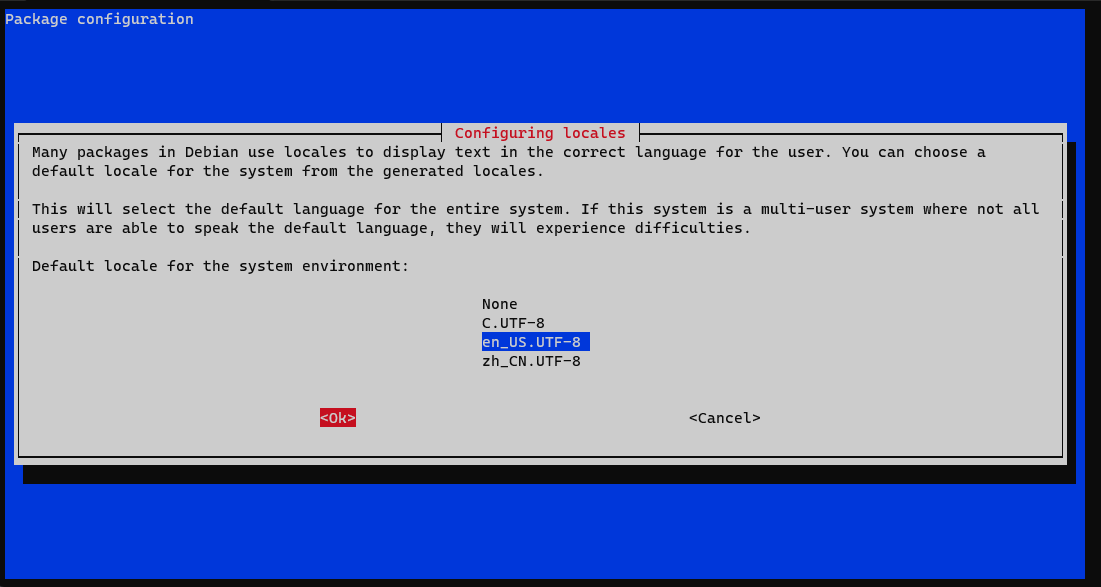 Package configuration
Configuring locales
Many packages in Debian use locales to display text in the correct language for the user. You can choose a
default locale for the system from the generated locales.
This will select the default language for the entire system. If this system is a multi-user system where not all
users are able to speak the default language, they will experience difficulties.
Default locale for the system environment:
None
C.UTF-8
en_US.UTF-8
zh_CN.UTF-8
<Ok> <Cancel>